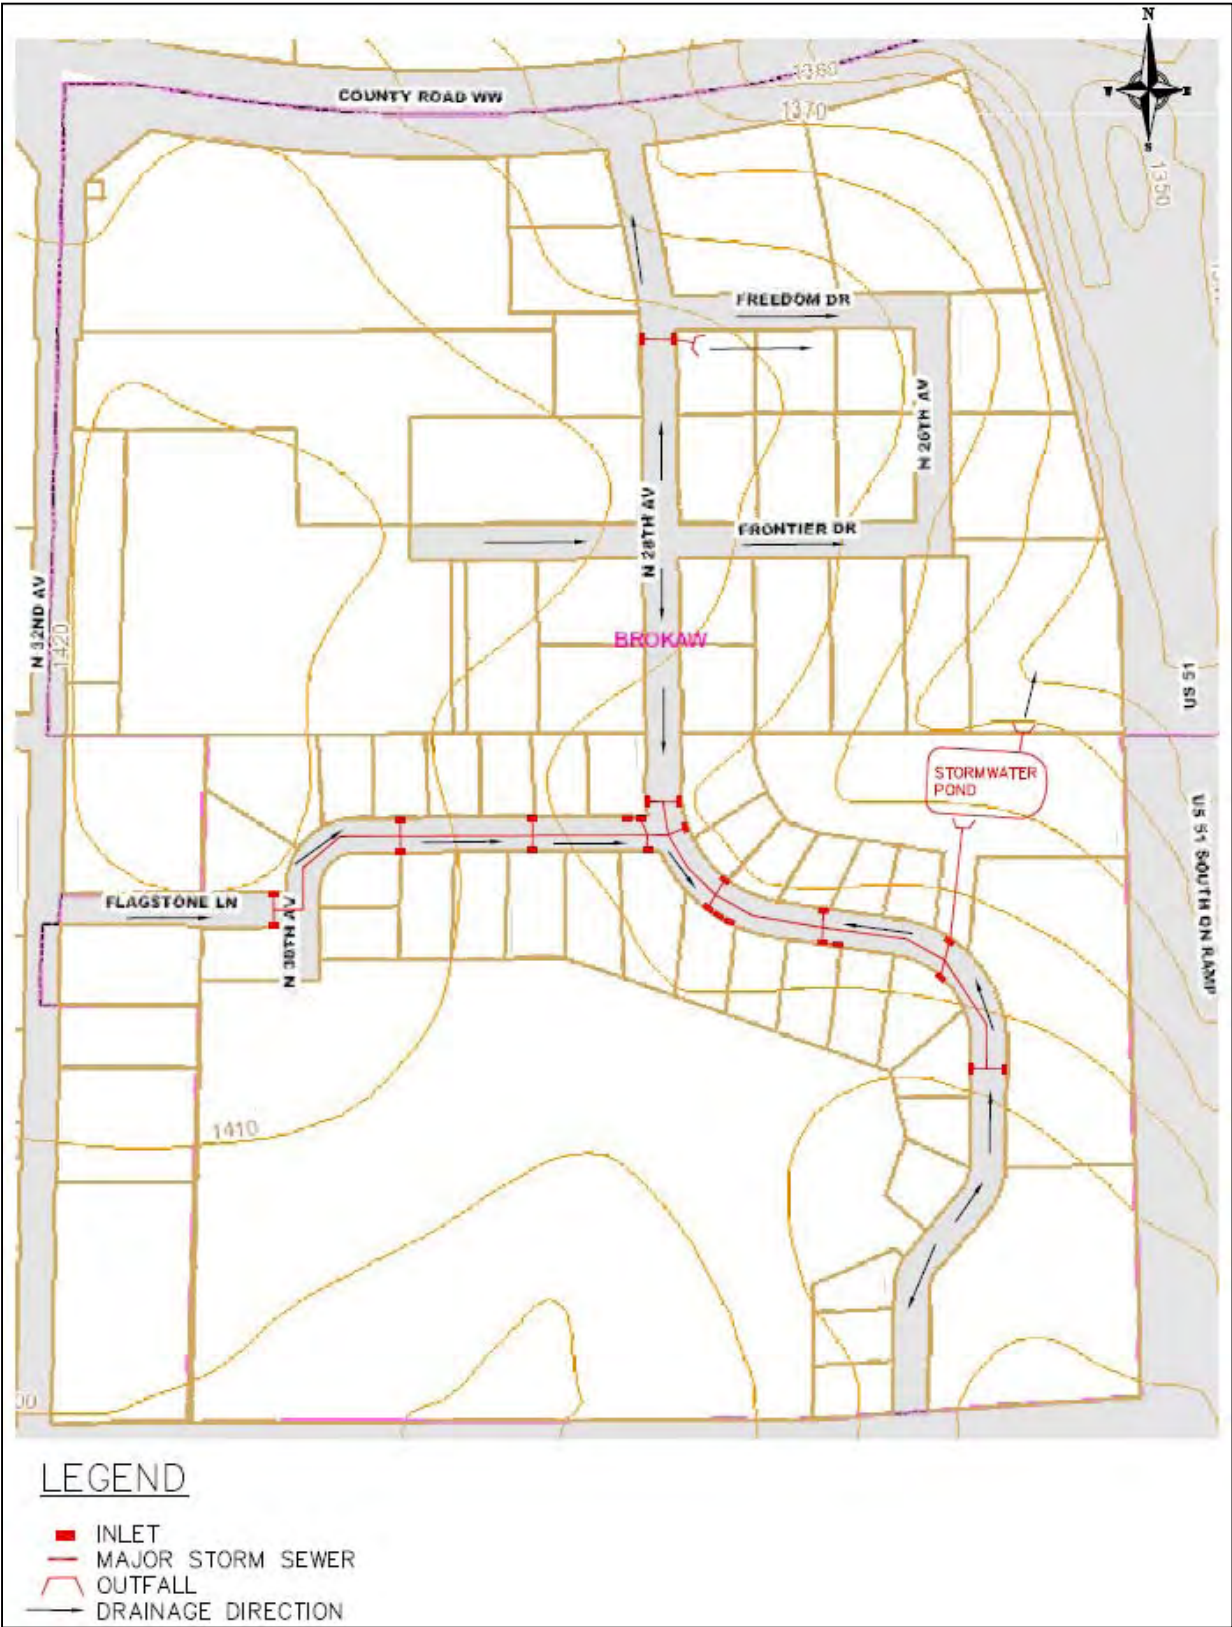 N
W E
S
COUNTY ROAD WW
1360
1370
1350
FREEDOM DR
N 26TH AV
N 28TH AV
FRONTIER DR
N 32ND AV
1420
BROKAW
US 51
STORMWATER
POND
US 51 SOUTH ON RAMP
FLAGSTONE LN
N 30TH AV
1410
00
LEGEND
INLET
MAJOR STORM SEWER
OUTFALL
DRAINAGE DIRECTION